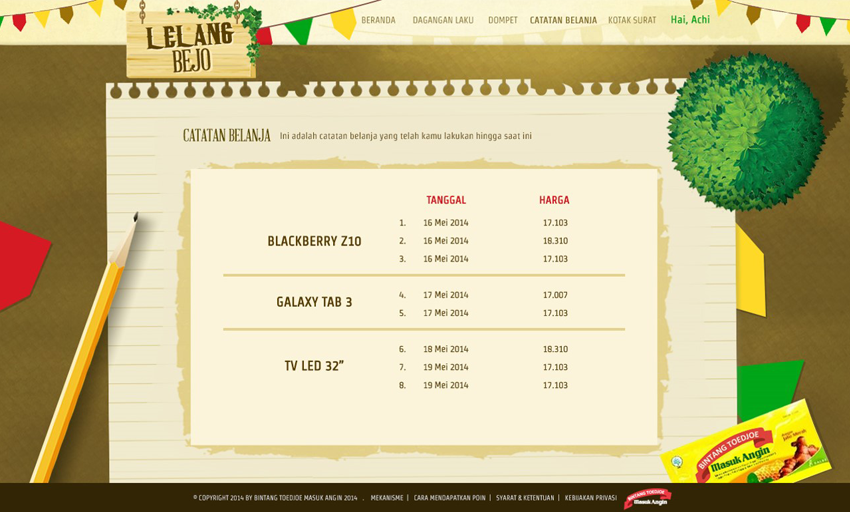 BERANDA DAGANGAN LAKU DOMPET CATATAN BELANJA KOTAK SURAT Hai, Achi
LELANG
BEJO
CATATAN BELANJA Ini adalah catatan belanja yang telah kamu lakukan hingga saat ini
TANGGAL HARGA
1. 16 Mei 2014 17.103
BLACKBERRY Z10 2. 16 Mei 2014 18.310
3. 16 Mei 2014 17.103
4. 17 Mei 2014 17.007
GALAXY TAB 3
5. 17 Mei 2014 17.103
6. 18 Mei 2014 18.310
TV LED 32" 7. 19 Mei 2014 17.103
8. 19 Mei 2014 17.103
BINTANG TOEDJOE
Masuk Angin
© COPYRIGHT 2014 BY BINTANG TOEDJOE MASUK ANGIN 2014 . MEKANISME | CARA MENDAPATKAN POIN | SYARAT & KETENTUAN | KEBIJAKAN PRIVASI
BINTANG TOEDJOE
Masuk Angin